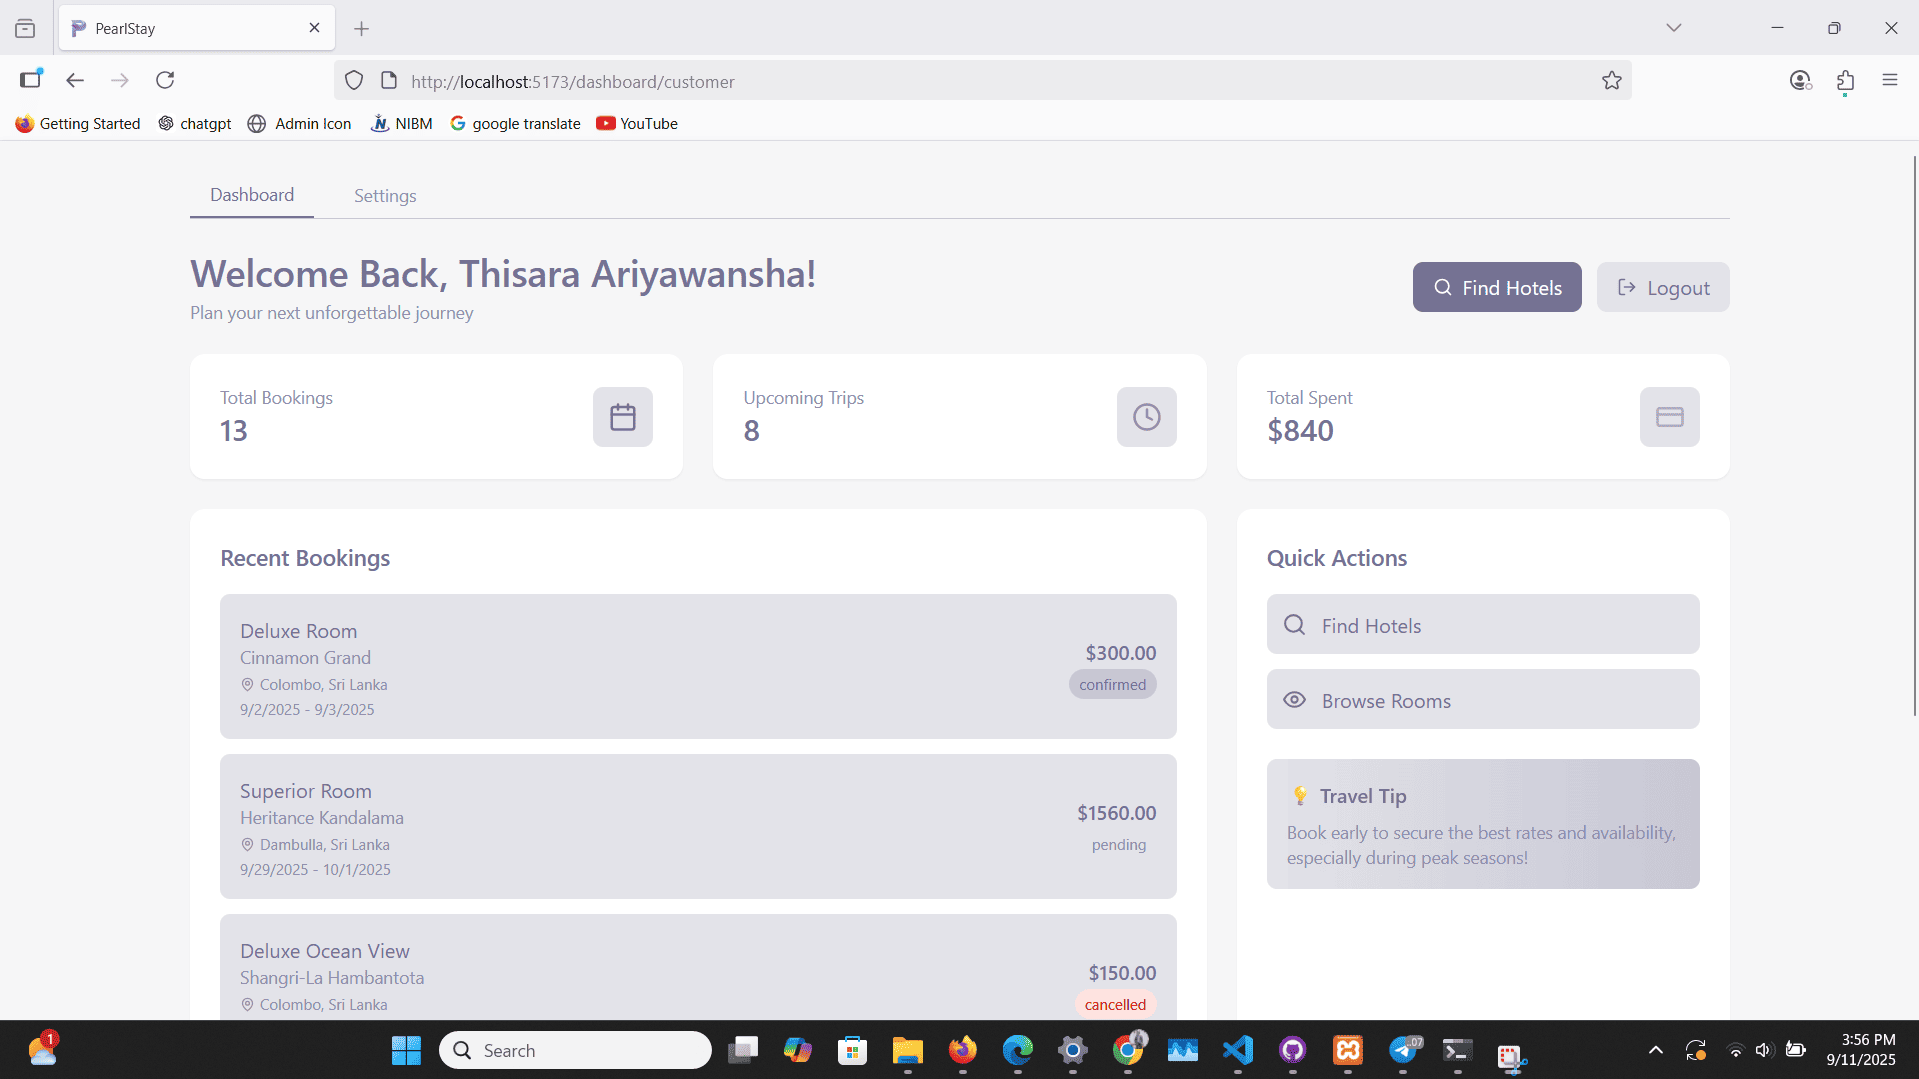 PearlStay
http://localhost:5173/dashboard/customer
Getting Started chatgpt Admin Icon NIBM google translate YouTube
Dashboard Settings
Welcome Back, Thisara Ariyawansha!
Plan your next unforgettable journey
Find Hotels Logout
Total Bookings
13
Upcoming Trips
8
Total Spent
$840
Recent Bookings
Deluxe Room
Cinnamon Grand
Colombo, Sri Lanka
9/2/2025 - 9/3/2025
$300.00
confirmed
Superior Room
Heritance Kandalama
Dambulla, Sri Lanka
9/29/2025 - 10/1/2025
$1560.00
pending
Deluxe Ocean View
Shangri-La Hambantota
Colombo, Sri Lanka
$150.00
cancelled
Quick Actions
Find Hotels
Browse Rooms
💡 Travel Tip
Book early to secure the best rates and availability,
especially during peak seasons!
1
Search
.07
3:56 PM
9/11/2025